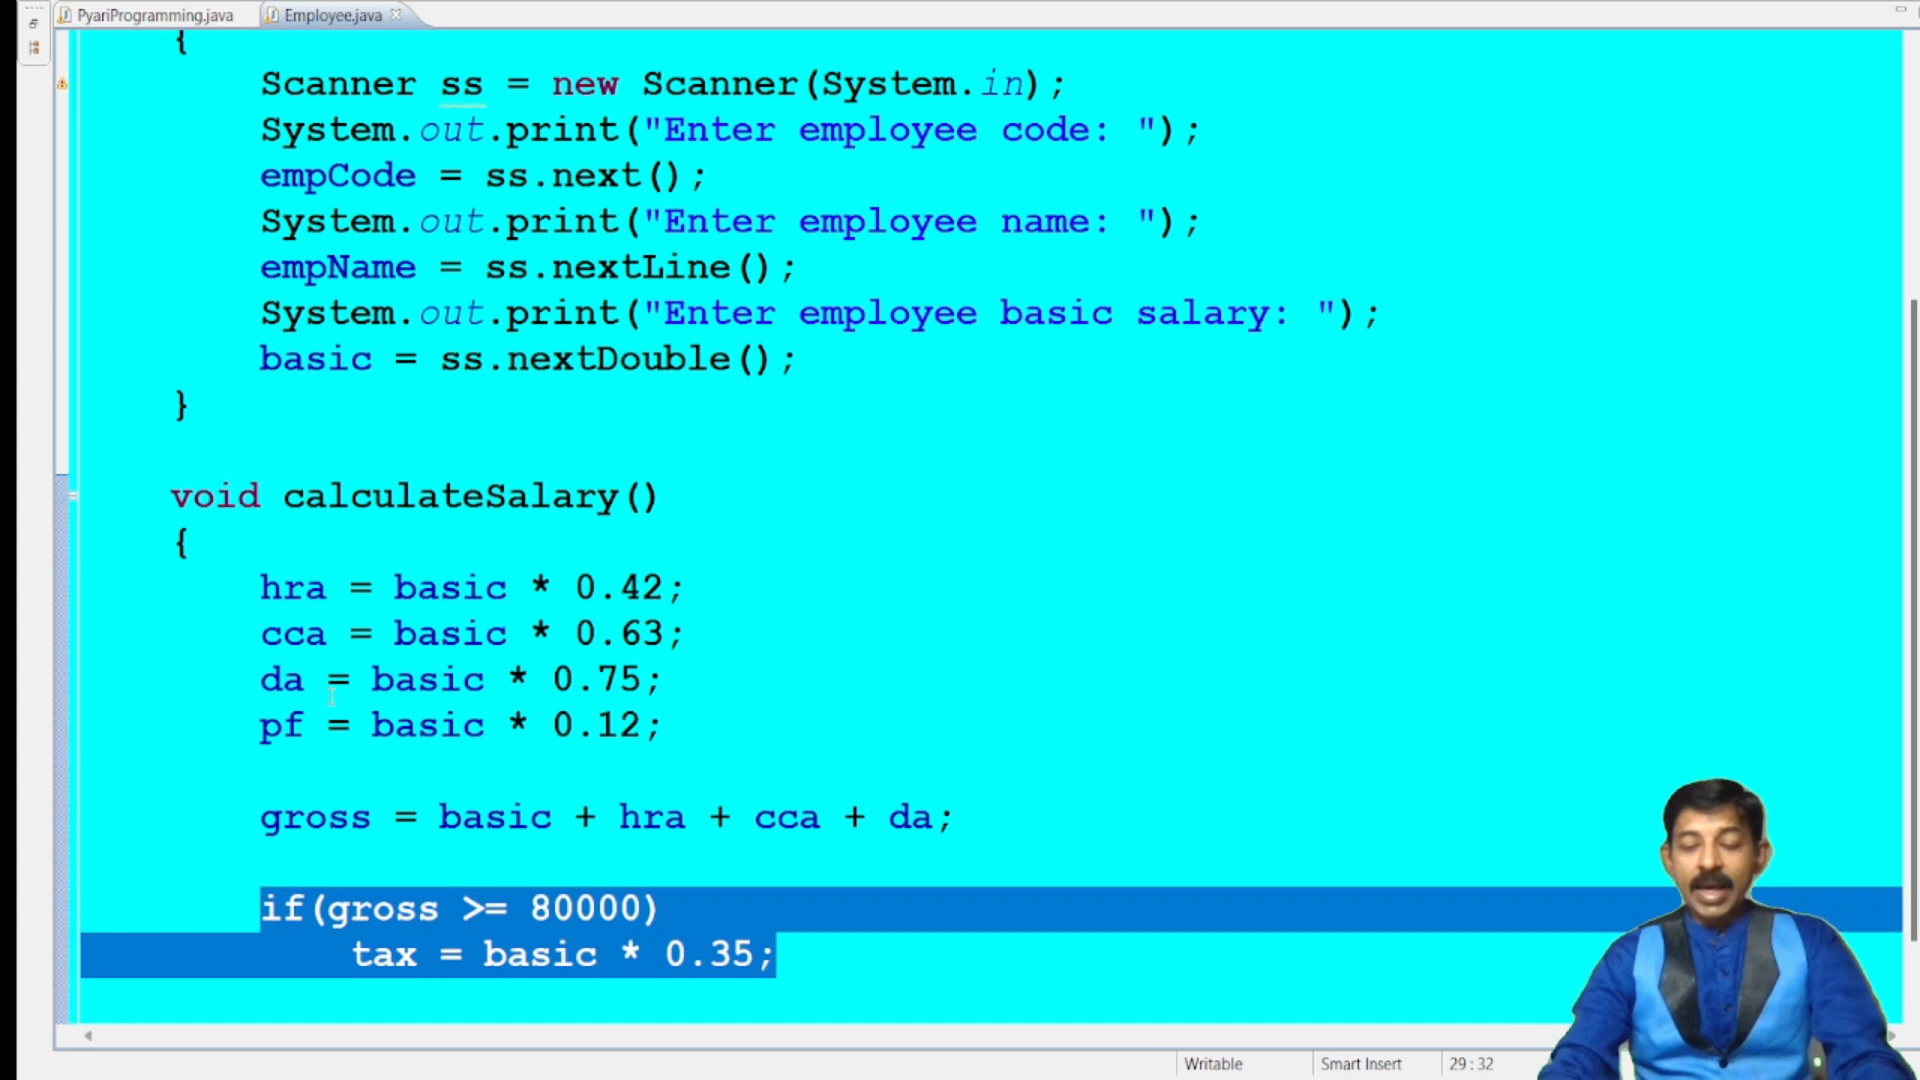 PyariProgramming.java
Employee.java
{
Scanner ss = new Scanner(System.in);
System.out.print("Enter employee code: ");
empCode = ss.next();
System.out.print("Enter employee name: ");
empName = ss.nextLine();
System.out.print("Enter employee basic salary: ");
basic = ss.nextDouble();
}
void calculateSalary()
{
hra = basic * 0.42;
cca = basic * 0.63;
da = basic * 0.75;
pf = basic * 0.12;
gross = basic + hra + cca + da;
if(gross >= 80000)
tax = basic * 0.35;
Writable
Smart Insert
29 : 32